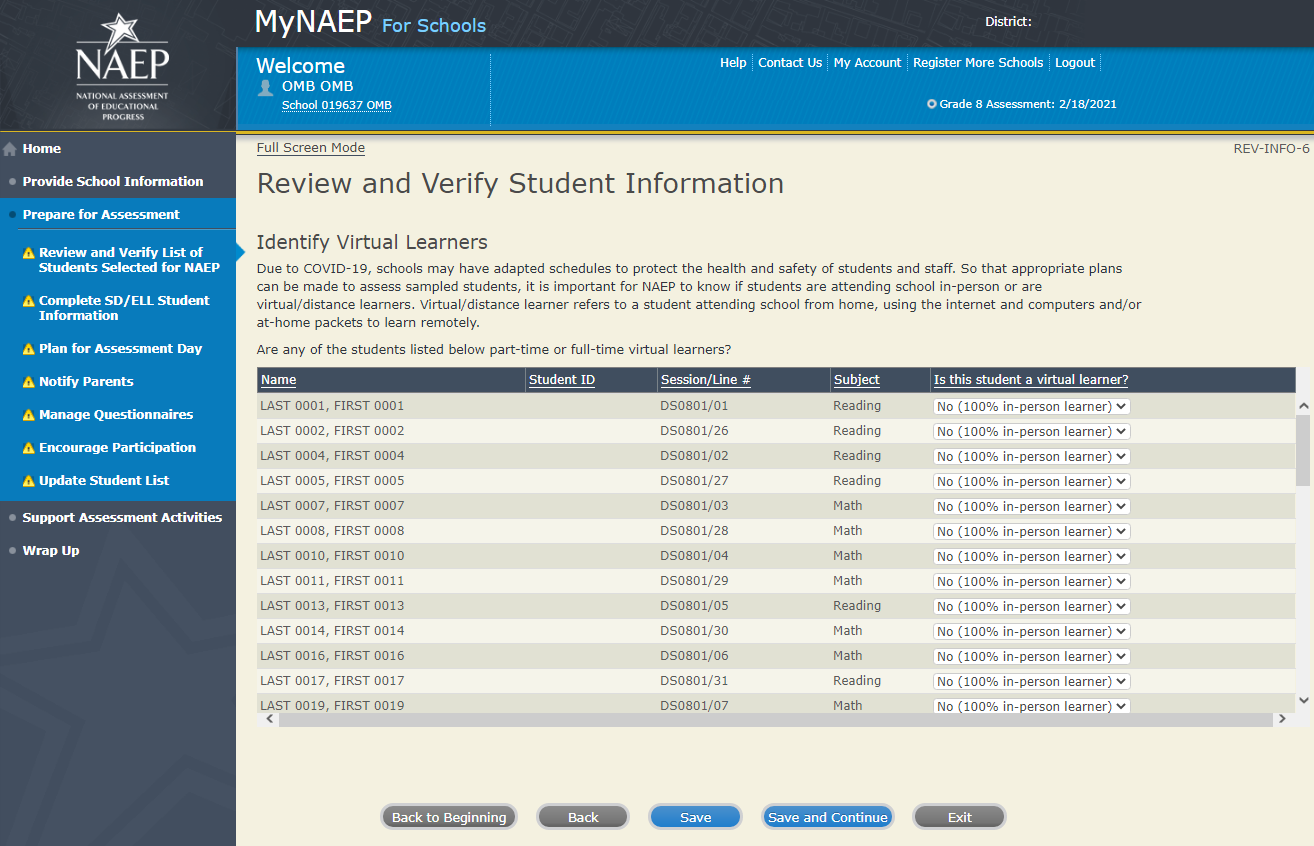 NAEP
NATIONAL ASSESSMENT
OF EDUCATIONAL
PROGRESS
MyNAEP For Schools
District:
Welcome
OMB OMB
School 019637 OMB
Help Contact Us My Account Register More Schools Logout
Grade 8 Assessment: 2/18/2021
Home
Provide School Information
Prepare for Assessment
Review and Verify List of
Students Selected for NAEP
Complete SD/ELL Student
Information
Plan for Assessment Day
Notify Parents
Manage Questionnaires
Encourage Participation
Update Student List
Support Assessment Activities
Wrap Up
Full Screen Mode
REV-INFO-6
Review and Verify Student Information
Identify Virtual Learners
Due to COVID-19, schools may have adapted schedules to protect the health and safety of students and staff. So that appropriate plans
can be made to assess sampled students, it is important for NAEP to know if students are attending school in-person or are
virtual/distance learners. Virtual/distance learner refers to a student attending school from home, using the internet and computers and/or
at-home packets to learn remotely.
Are any of the students listed below part-time or full-time virtual learners?
Name Student ID Session/Line # Subject Is this student a virtual learner?
LAST 0001, FIRST 0001 DS0801/01 Reading No (100% in-person learner)
LAST 0002, FIRST 0002 DS0801/26 Reading No (100% in-person learner)
LAST 0004, FIRST 0004 DS0801/02 Reading No (100% in-person learner)
LAST 0005, FIRST 0005 DS0801/27 Reading No (100% in-person learner)
LAST 0007, FIRST 0007 DS0801/03 Math No (100% in-person learner)
LAST 0008, FIRST 0008 DS0801/28 Math No (100% in-person learner)
LAST 0010, FIRST 0010 DS0801/04 Math No (100% in-person learner)
LAST 0011, FIRST 0011 DS0801/29 Math No (100% in-person learner)
LAST 0013, FIRST 0013 DS0801/05 Reading No (100% in-person learner)
LAST 0014, FIRST 0014 DS0801/30 Math No (100% in-person learner)
LAST 0016, FIRST 0016 DS0801/06 Math No (100% in-person learner)
LAST 0017, FIRST 0017 DS0801/31 Reading No (100% in-person learner)
LAST 0019, FIRST 0019 DS0801/07 Math No (100% in-person learner)
Back to Beginning Back Save Save and Continue Exit